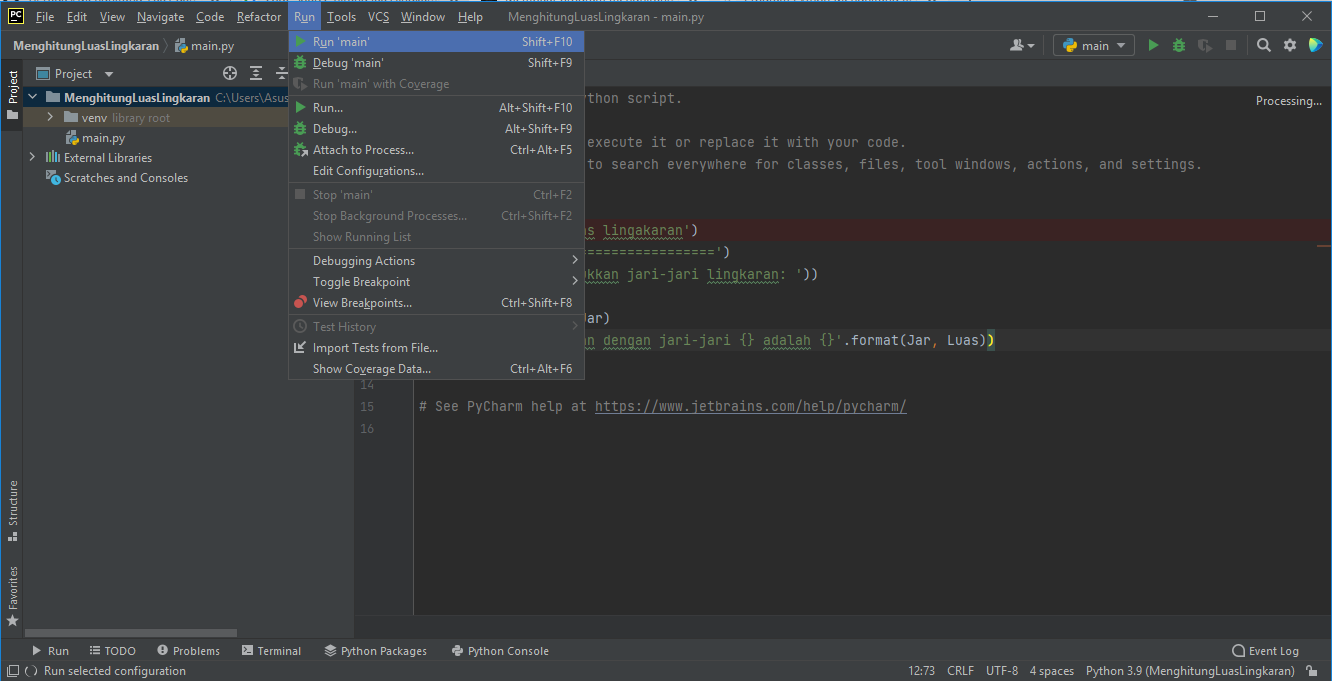 PC File Edit View Navigate Code Refactor Run Tools VCS Window Help MenghitungLuasLingkaran - main.py
MenghitungLuasLingkaran main.py main
Project
Project
MenghitungLuasLingkaran C:\Users\Asus
venv library root
main.py
External Libraries
Scratches and Consoles
Run 'main' Shift+F10
Debug 'main' Shift+F9
Run 'main' with Coverage
Run... Alt+Shift+F10
Debug... Alt+Shift+F9
Attach to Process... Ctrl+Alt+F5
Edit Configurations...
Stop 'main' Ctrl+F2
Stop Background Processes... Ctrl+Shift+F2
Show Running List
Debugging Actions
Toggle Breakpoint
View Breakpoints... Ctrl+Shift+F8
Test History
Import Tests from File...
Show Coverage Data... Ctrl+Alt+F6
thon script.
Processing...
execute it or replace it with your code.
to search everywhere for classes, files, tool windows, actions, and settings.
s lingakaran')
================')
kkan jari-jari lingkaran: '))
ar)
n dengan jari-jari {} adalah {}'.format(Jar, Luas))
14
15 # See PyCharm help at https://www.jetbrains.com/help/pycharm/
16
Structure
Favorites
Run TODO Problems Terminal Python Packages Python Console Event Log
Run selected configuration 12:73 CRLF UTF-8 4 spaces Python 3.9 (MenghitungLuasLingkaran)